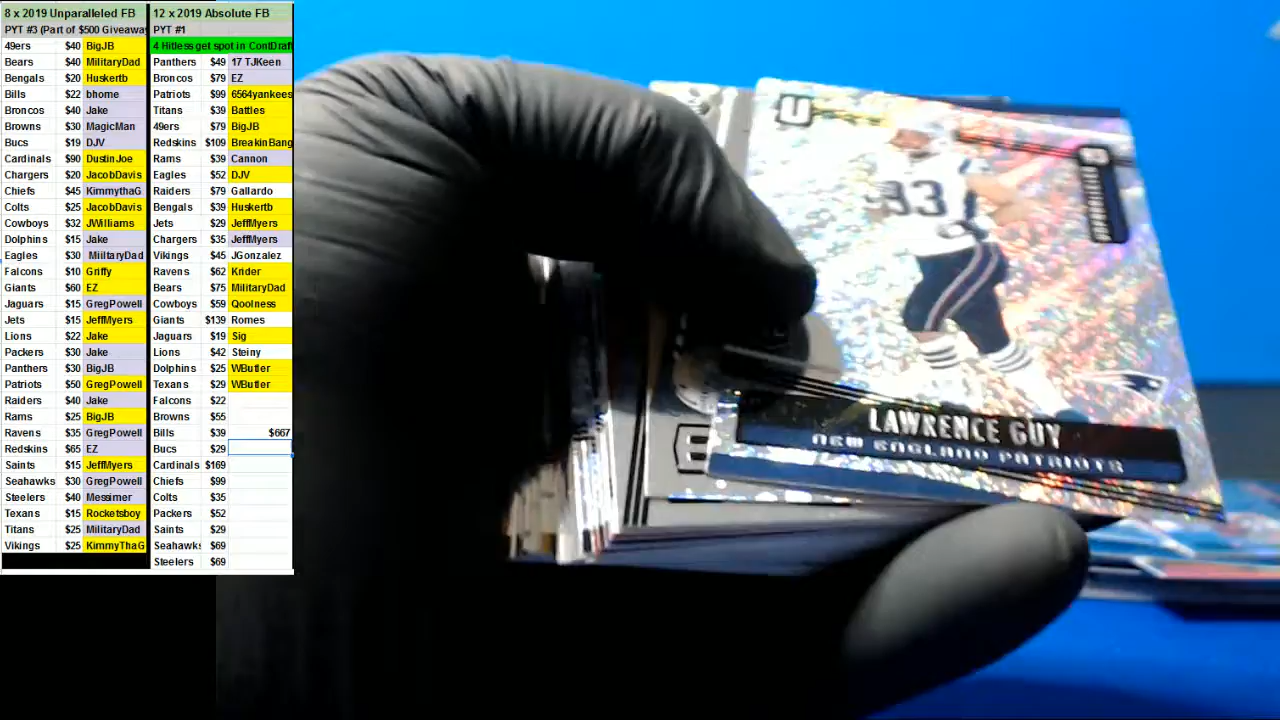 8 x 2019 Unparalleled FB
PYT #3 (Part of $500 Giveaway
49ers $40 BigJB
Bears $40 MilitaryDad
Bengals $20 Huskertb
Bills $22 bhome
Broncos $40 Jake
Browns $30 MagicMan
Bucs $19 DJV
Cardinals $90 DustinJoe
Chargers $20 JacobDavis
Chiefs $45 KimmythaG
Colts $25 JacobDavis
Cowboys $32 JWilliams
Dolphins $15 Jake
Eagles $30 MiiltaryDad
Falcons $10 Griffy
Giants $60 EZ
Jaguars $15 GregPowell
Jets $15 JeffMyers
Lions $22 Jake
Packers $30 Jake
Panthers $30 BigJB
Patriots $50 GregPowell
Raiders $40 Jake
Rams $25 BigJB
Ravens $35 GregPowell
Redskins $65 EZ
Saints $15 JeffMyers
Seahawks $30 GregPowell
Steelers $40 Messimer
Texans $15 Rocketsboy
Titans $25 MilitaryDad
Vikings $25 KimmyThaG
12 x 2019 Absolute FB
PYT #1
4 Hitless get spot in ContDraft
Panthers $49 17 TJKeen
Broncos $79 EZ
Patriots $99 6564yankees
Titans $39 Battles
49ers $79 BigJB
Redskins $109 BreakinBang
Rams $39 Cannon
Eagles $52 DJV
Raiders $79 Gallardo
Bengals $39 Huskertb
Jets $29 JeffMyers
Chargers $35 JeffMyers
Vikings $45 JGonzalez
Ravens $62 Krider
Bears $75 MilitaryDad
Cowboys $59 Qoolness
Giants $139 Romes
Jaguars $19 Sig
Lions $42 Steiny
Dolphins $25 WButler
Texans $29 WButler
Falcons $22
Browns $55
Bills $39 $667
Bucs $29
Cardinals $169
Chiefs $99
Colts $35
Packers $52
Saints $29
Seahawks $69
Steelers $69
93
LAWRENCE GUY
NEW ENGLAND PATRIOTS